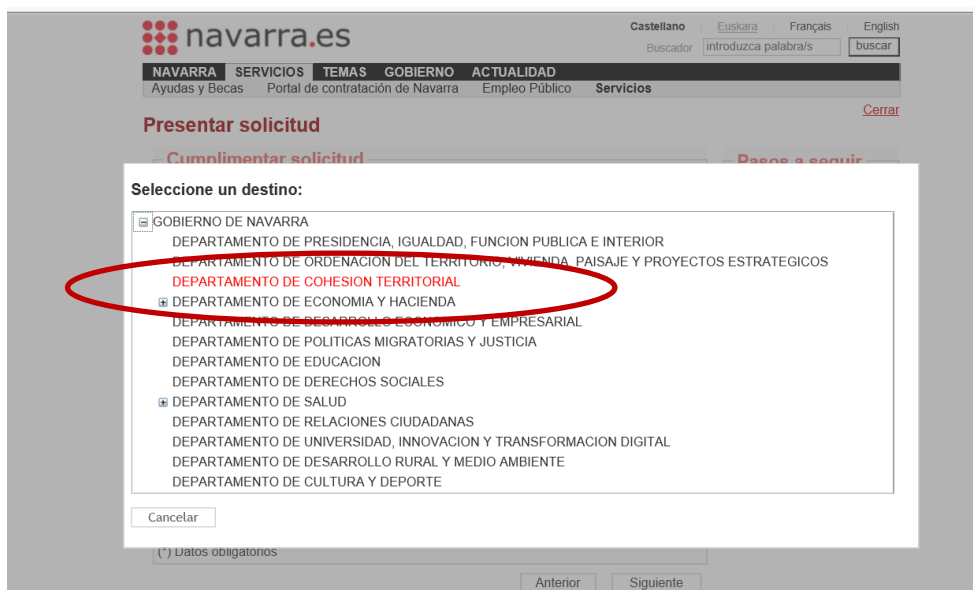 navarra.es
Castellano Euskara Français English
Buscador introduzca palabra/s buscar
NAVARRA SERVICIOS TEMAS GOBIERNO ACTUALIDAD
Ayudas y Becas Portal de contratación de Navarra Empleo Público Servicios
Cerrar
Presentar solicitud
Cumplimentar solicitud Pasos a seguir
Seleccione un destino:
GOBIERNO DE NAVARRA
DEPARTAMENTO DE PRESIDENCIA, IGUALDAD, FUNCION PUBLICA E INTERIOR
DEPARTAMENTO DE ORDENACION DEL TERRITORIO, VIVIENDA, PAISAJE Y PROYECTOS ESTRATEGICOS
DEPARTAMENTO DE COHESION TERRITORIAL
DEPARTAMENTO DE ECONOMIA Y HACIENDA
DEPARTAMENTO DE DESARROLLO ECONOMICO Y EMPRESARIAL
DEPARTAMENTO DE POLITICAS MIGRATORIAS Y JUSTICIA
DEPARTAMENTO DE EDUCACION
DEPARTAMENTO DE DERECHOS SOCIALES
DEPARTAMENTO DE SALUD
DEPARTAMENTO DE RELACIONES CIUDADANAS
DEPARTAMENTO DE UNIVERSIDAD, INNOVACION Y TRANSFORMACION DIGITAL
DEPARTAMENTO DE DESARROLLO RURAL Y MEDIO AMBIENTE
DEPARTAMENTO DE CULTURA Y DEPORTE
Cancelar
(*) Datos obligatorios
Anterior Siguiente